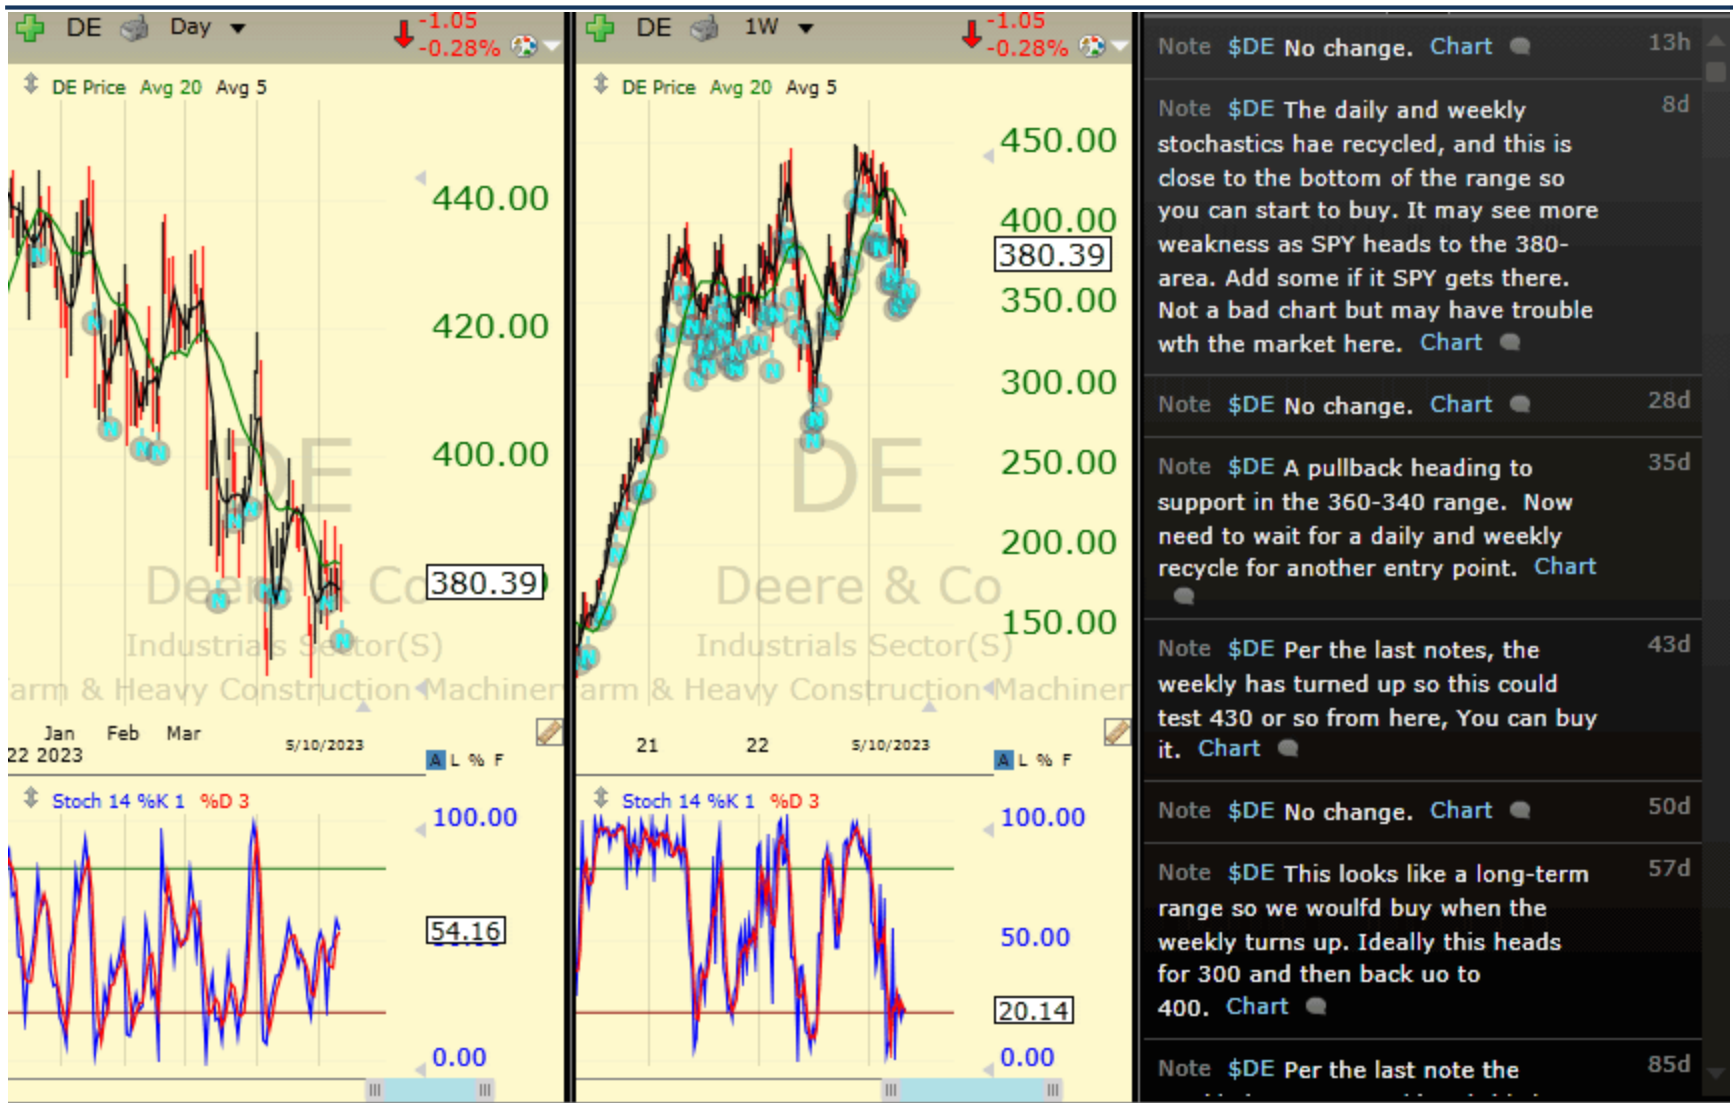 DE Day
-1.05
-0.28%
DE Price Avg 20 Avg 5
440.00
420.00
400.00
380.39
DE
Deere & Co
Industrials Sector(S)
arm & Heavy Construction Machiner
Jan Feb Mar
22 2023
5/10/2023
A L % F
Stoch 14 %K 1 %D 3
100.00
54.16
0.00
DE 1W
-1.05
-0.28%
DE Price Avg 20 Avg 5
450.00
400.00
380.39
350.00
300.00
250.00
200.00
150.00
DE
Deere & Co
Industrials Sector(S)
arm & Heavy Construction Machiner
21 22 5/10/2023
A L % F
Stoch 14 %K 1 %D 3
100.00
50.00
20.14
0.00
Note $DE No change. Chart 13h
Note $DE The daily and weekly 8d
stochastics hae recycled, and this is
close to the bottom of the range so
you can start to buy. It may see more
weakness as SPY heads to the 380-
area. Add some if it SPY gets there.
Not a bad chart but may have trouble
wth the market here. Chart
Note $DE No change. Chart 28d
Note $DE A pullback heading to 35d
support in the 360-340 range. Now
need to wait for a daily and weekly
recycle for another entry point. Chart
Note $DE Per the last notes, the 43d
weekly has turned up so this could
test 430 or so from here, You can buy
it. Chart
Note $DE No change. Chart 50d
Note $DE This looks like a long-term 57d
range so we woulfd buy when the
weekly turns up. Ideally this heads
for 300 and then back uo to
400. Chart
Note $DE Per the last note the 85d